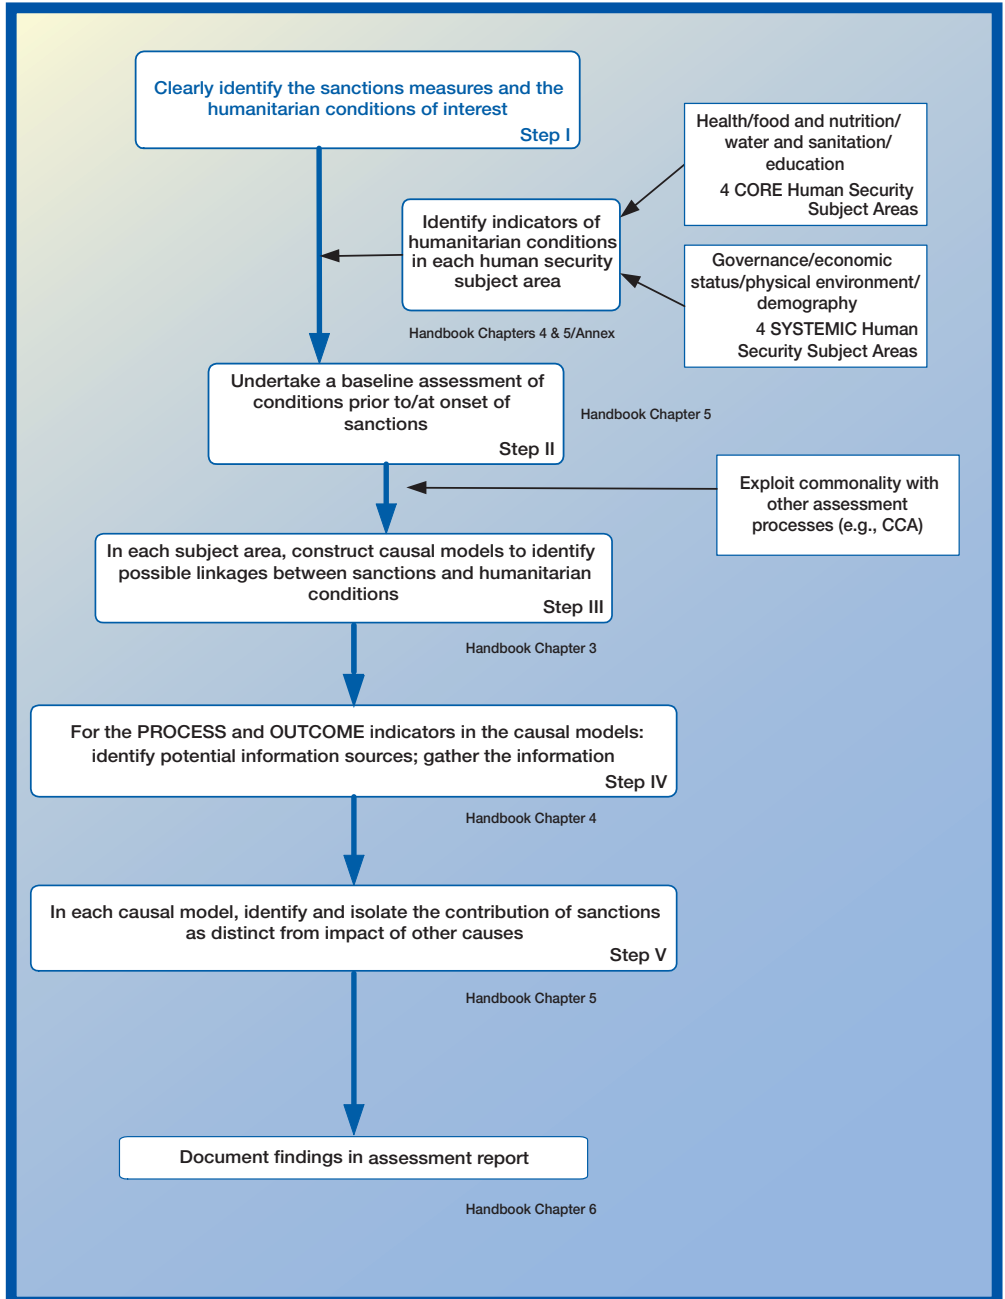 Clearly identify the sanctions measures and the
humanitarian conditions of interest
Step I
Health/food and nutrition/
water and sanitation/
education
4 CORE Human Security
Subject Areas
Identify indicators of
humanitarian conditions
in each human security
subject area
Governance/economic
status/physical environment/
demography
4 SYSTEMIC Human
Security Subject Areas
Handbook Chapters 4 & 5/Annex
Undertake a baseline assessment of
conditions prior to/at onset of
sanctions
Step II
Handbook Chapter 5
Exploit commonality with
other assessment
processes (e.g., CCA)
In each subject area, construct causal models to identify
possible linkages between sanctions and humanitarian
conditions
Step III
Handbook Chapter 3
For the PROCESS and OUTCOME indicators in the causal models:
identify potential information sources; gather the information
Step IV
Handbook Chapter 4
In each causal model, identify and isolate the contribution of sanctions
as distinct from impact of other causes
Step V
Handbook Chapter 5
Document findings in assessment report
Handbook Chapter 6